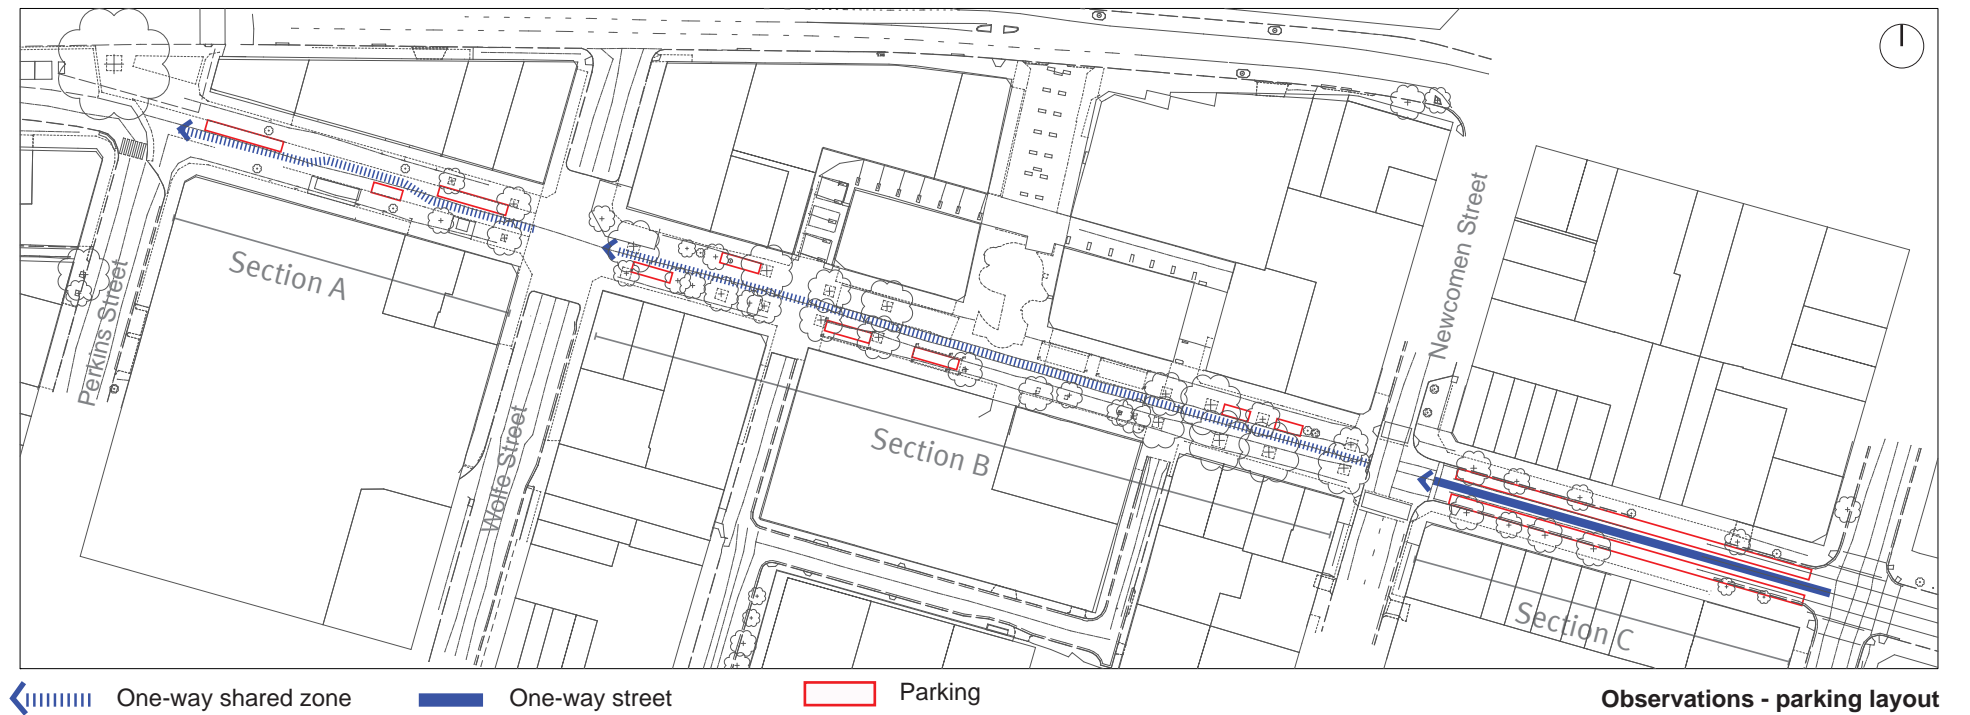 Section A
Perkins Street
Wolfe Street
Section B
Newcomen Street
Section C
One-way shared zone
One-way street
Parking
Observations - parking layout